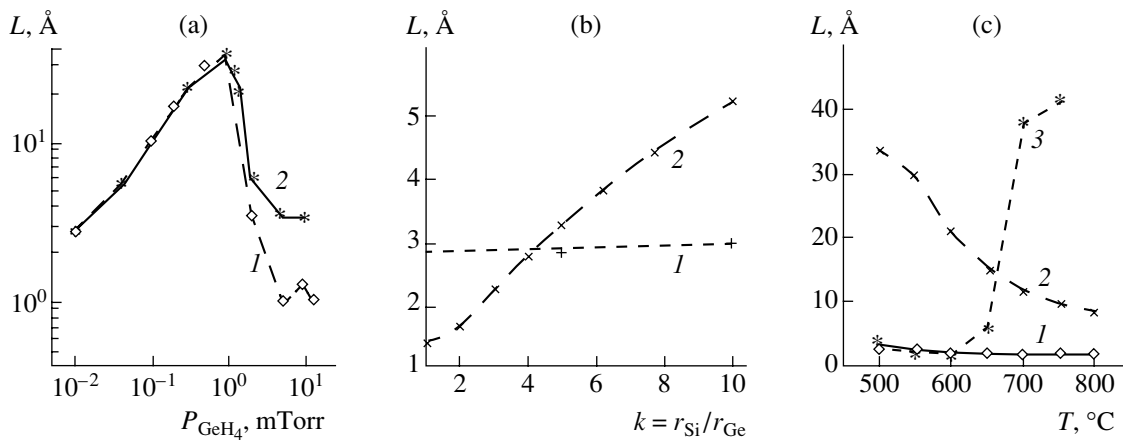 L, Å (a)
10¹
10⁰
2
1
10⁻² 10⁻¹ 10⁰ 10¹
P_GeH₄, mTorr
L, Å (b)
5
4
3
2
1
2
1
2 4 6 8 10
k = r_Si/r_Ge
L, Å (c)
40
30
20
10
0
3
2
1
500 600 700 800
T, °C